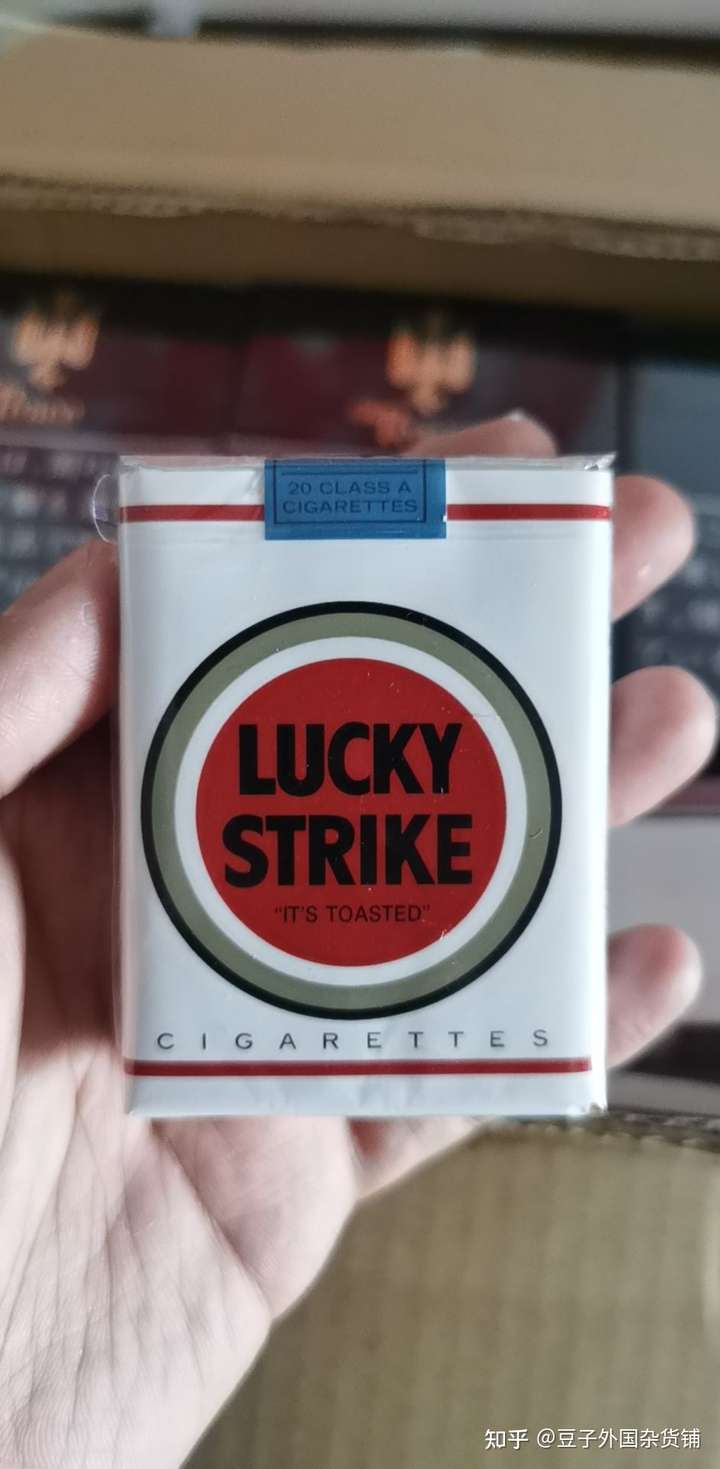 20 CLASS A
CIGARETTES
LUCKY
STRIKE
“IT'S TOASTED”
CIGARETTES
知乎 @豆子外国杂货铺